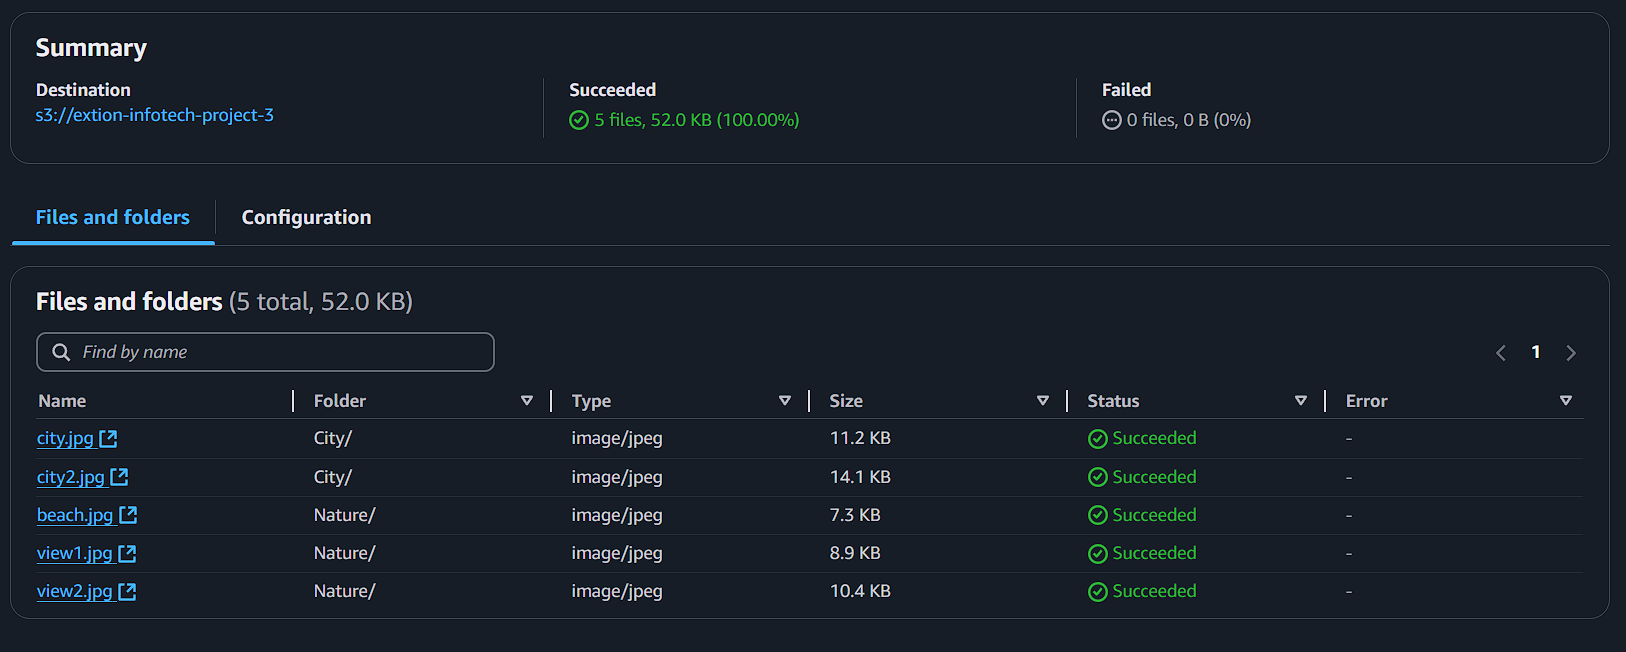 Summary
Destination Succeeded Failed
s3://extion-infotech-project-3 5 files, 52.0 KB (100.00%) 0 files, 0 B (0%)
Files and folders Configuration
Files and folders (5 total, 52.0 KB)
Find by name 1
Name Folder Type Size Status Error
city.jpg City/ image/jpeg 11.2 KB Succeeded -
city2.jpg City/ image/jpeg 14.1 KB Succeeded -
beach.jpg Nature/ image/jpeg 7.3 KB Succeeded -
view1.jpg Nature/ image/jpeg 8.9 KB Succeeded -
view2.jpg Nature/ image/jpeg 10.4 KB Succeeded -